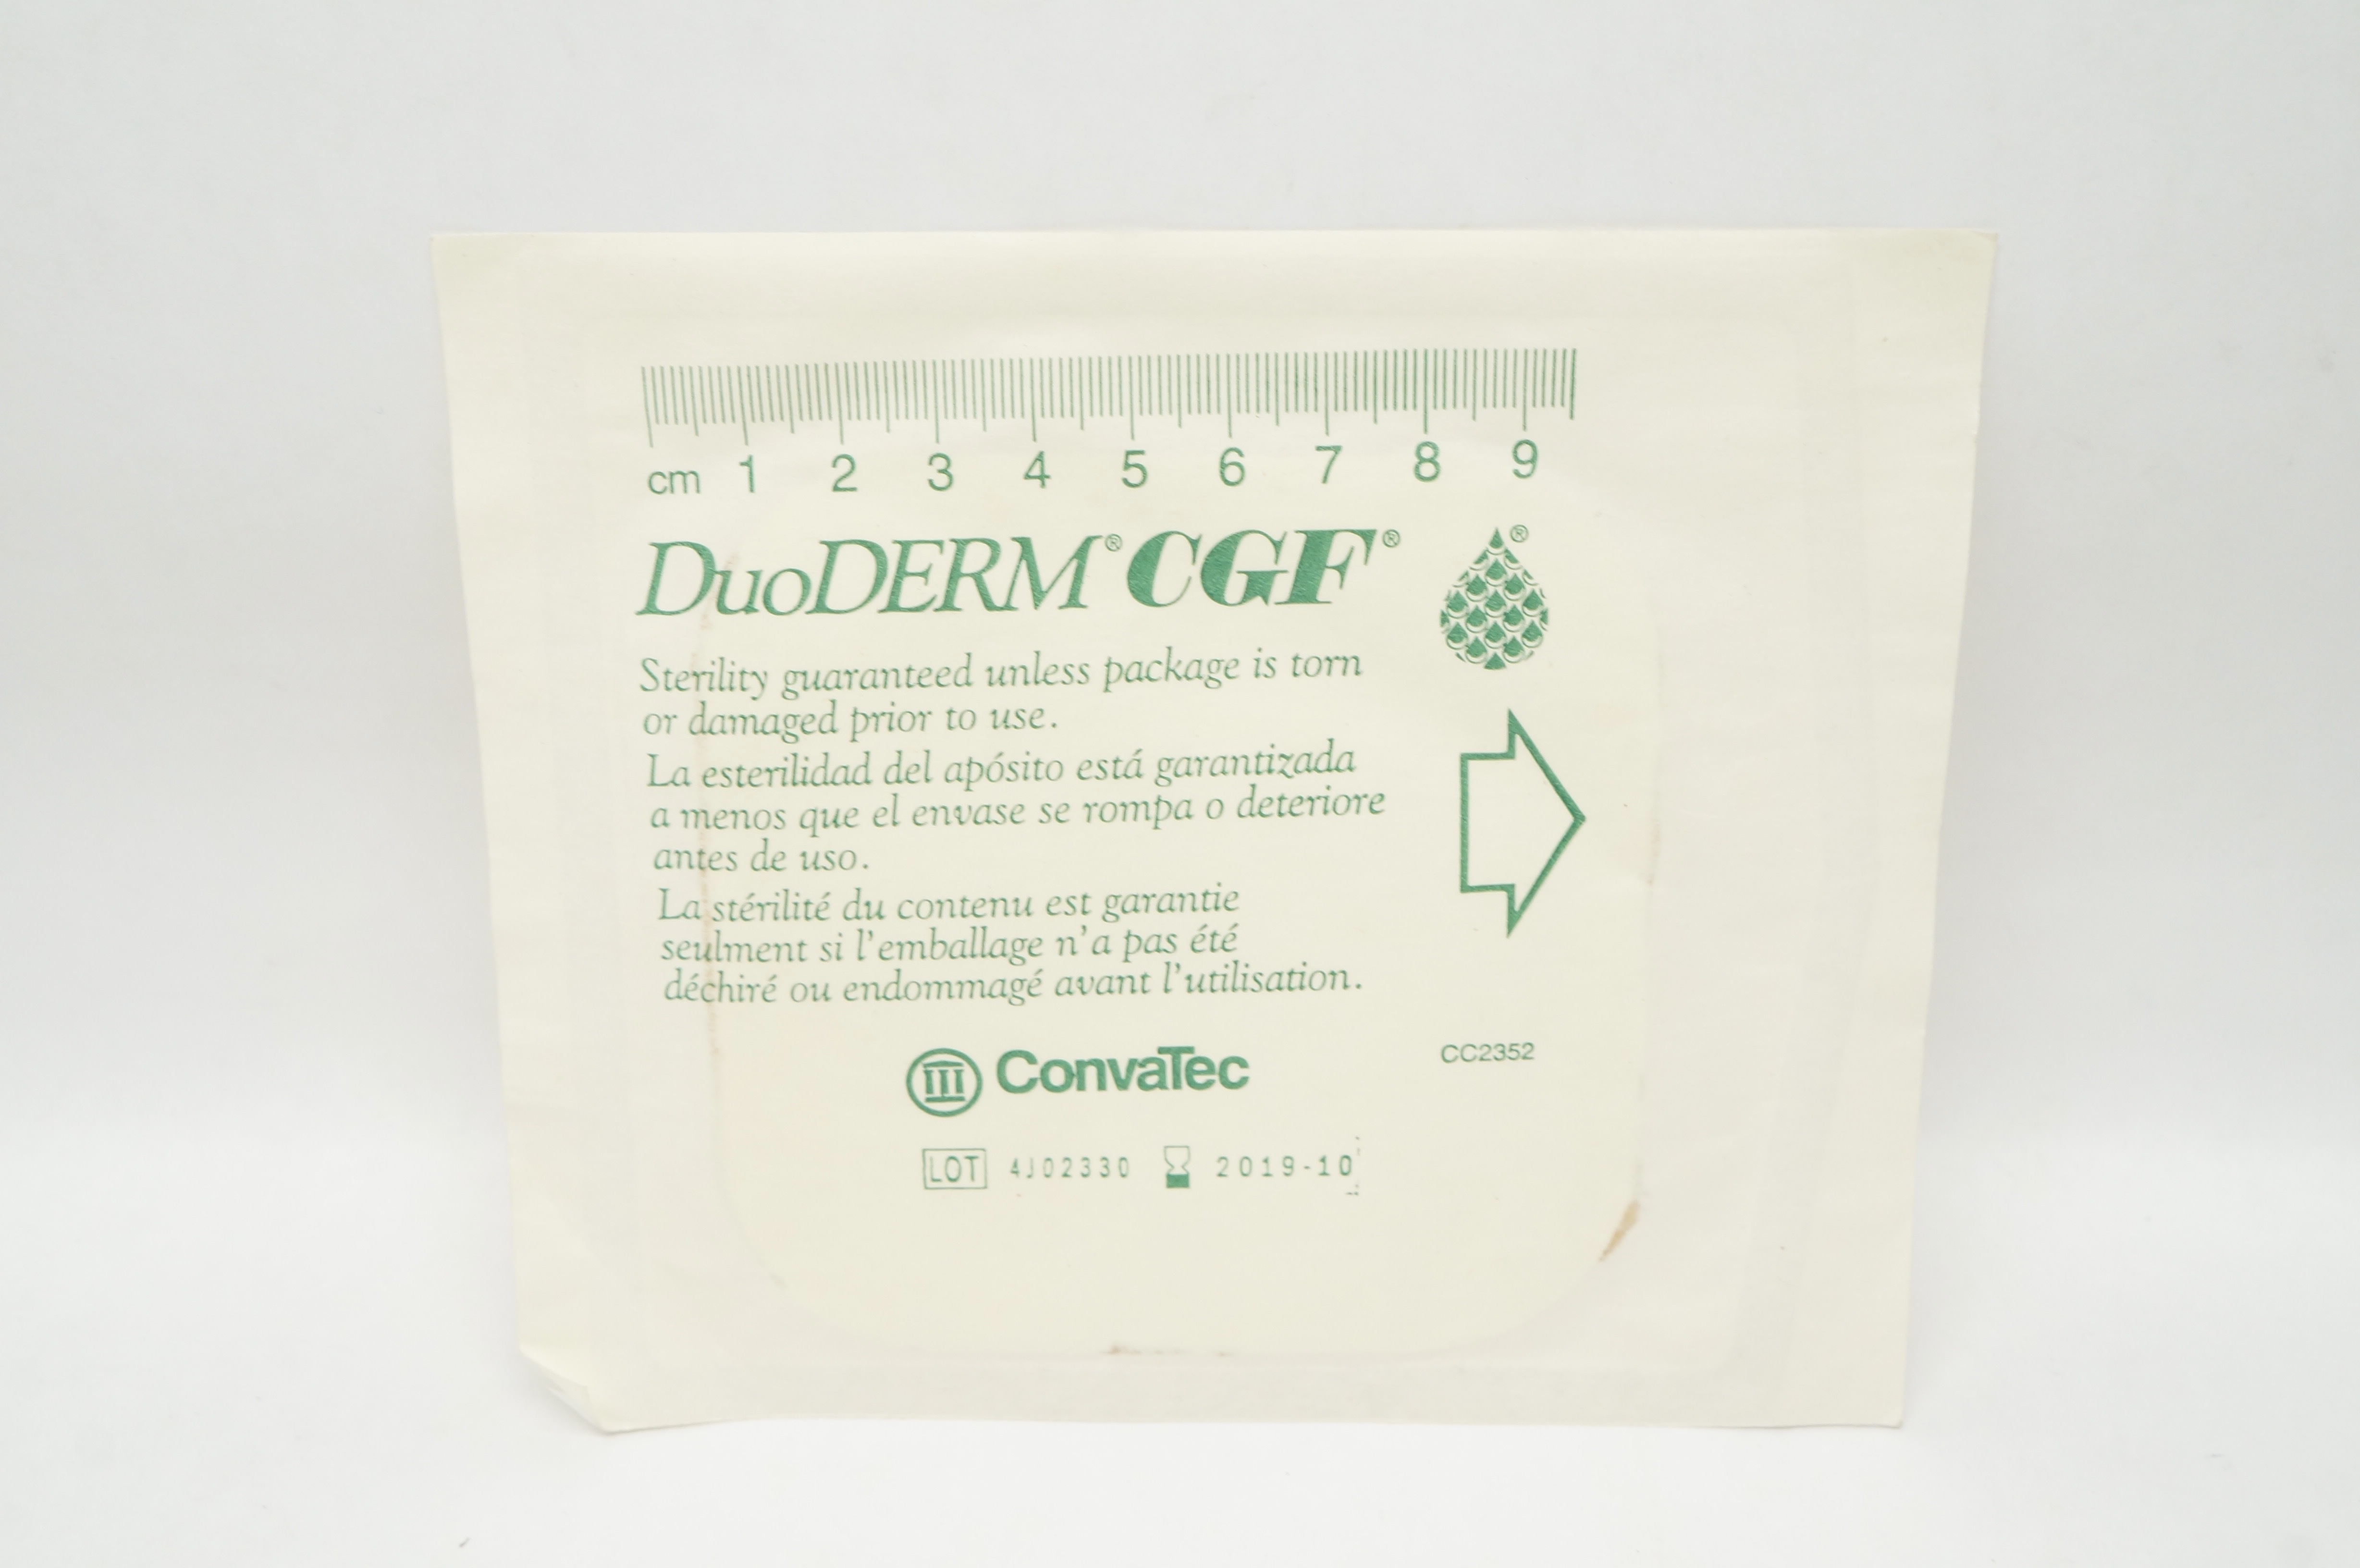 cm 1 2 3 4 5 6 7 8 9
DuoDERM® CGF® ®
Sterility guaranteed unless package is torn
or damaged prior to use.
La esterilidad del apósito está garantizada
a menos que el envase se rompa o deteriore
antes de uso.
La stérilité du contenu est garantie
seulment si l'emballage n'a pas été
déchiré ou endommagé avant l'utilisation.
ConvaTec CC2352
LOT 4J02330 2019-10